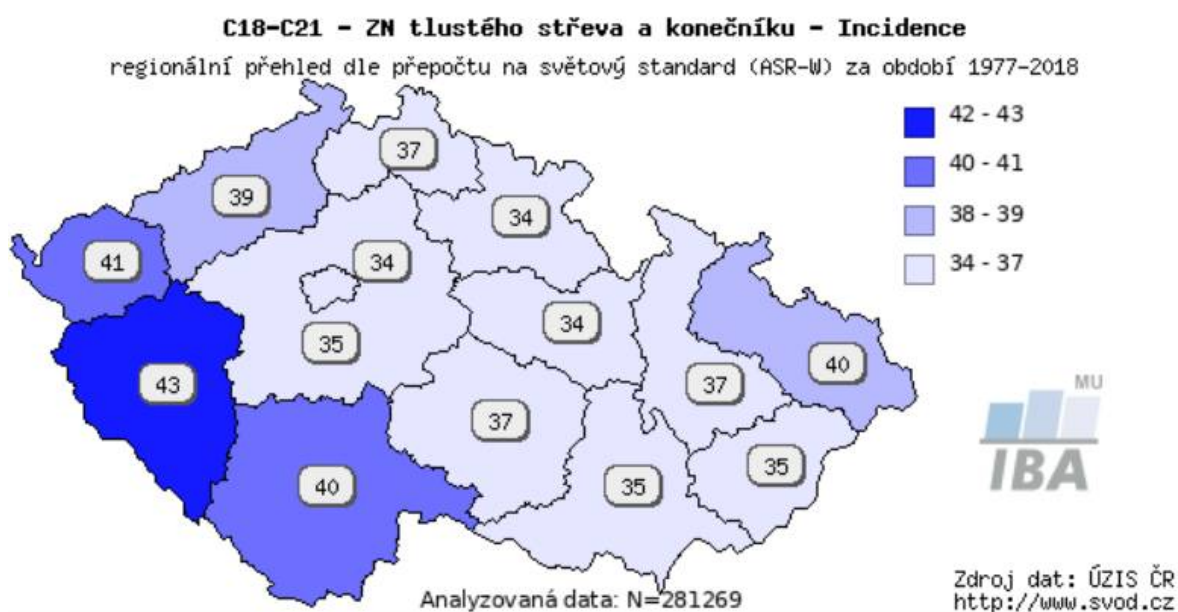 C18-C21 - ZN tlustého střeva a konečníku - Incidence
regionální přehled dle přepočtu na světový standard (ASR-W) za období 1977-2018
42 - 43
40 - 41
38 - 39
34 - 37
37
39
34
41
34
34
35
40
43
37
37
35
40
35
MU
IBA
Analyzovaná data: N=281269
Zdroj dat: ÚZIS ČR
http://www.svod.cz